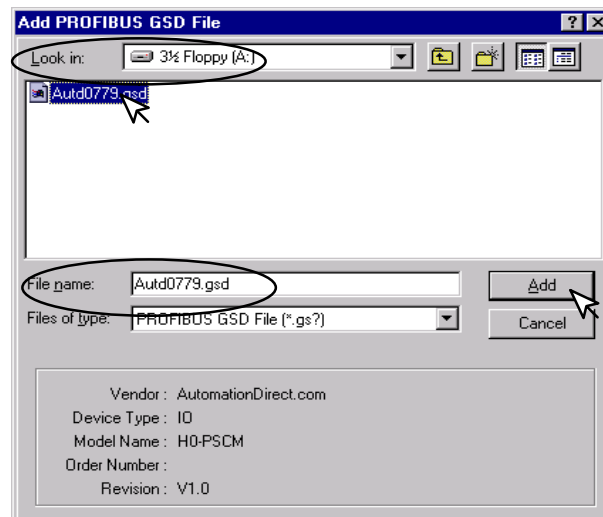 Add PROFIBUS GSD File
Look in: 3½ Floppy (A:)
Autd0779.gsd
File name: Autd0779.gsd Add
Files of type: PROFIBUS GSD File (*.gs?) Cancel
Vendor : AutomationDirect.com
Device Type : IO
Model Name : H0-PSCM
Order Number :
Revision : V1.0